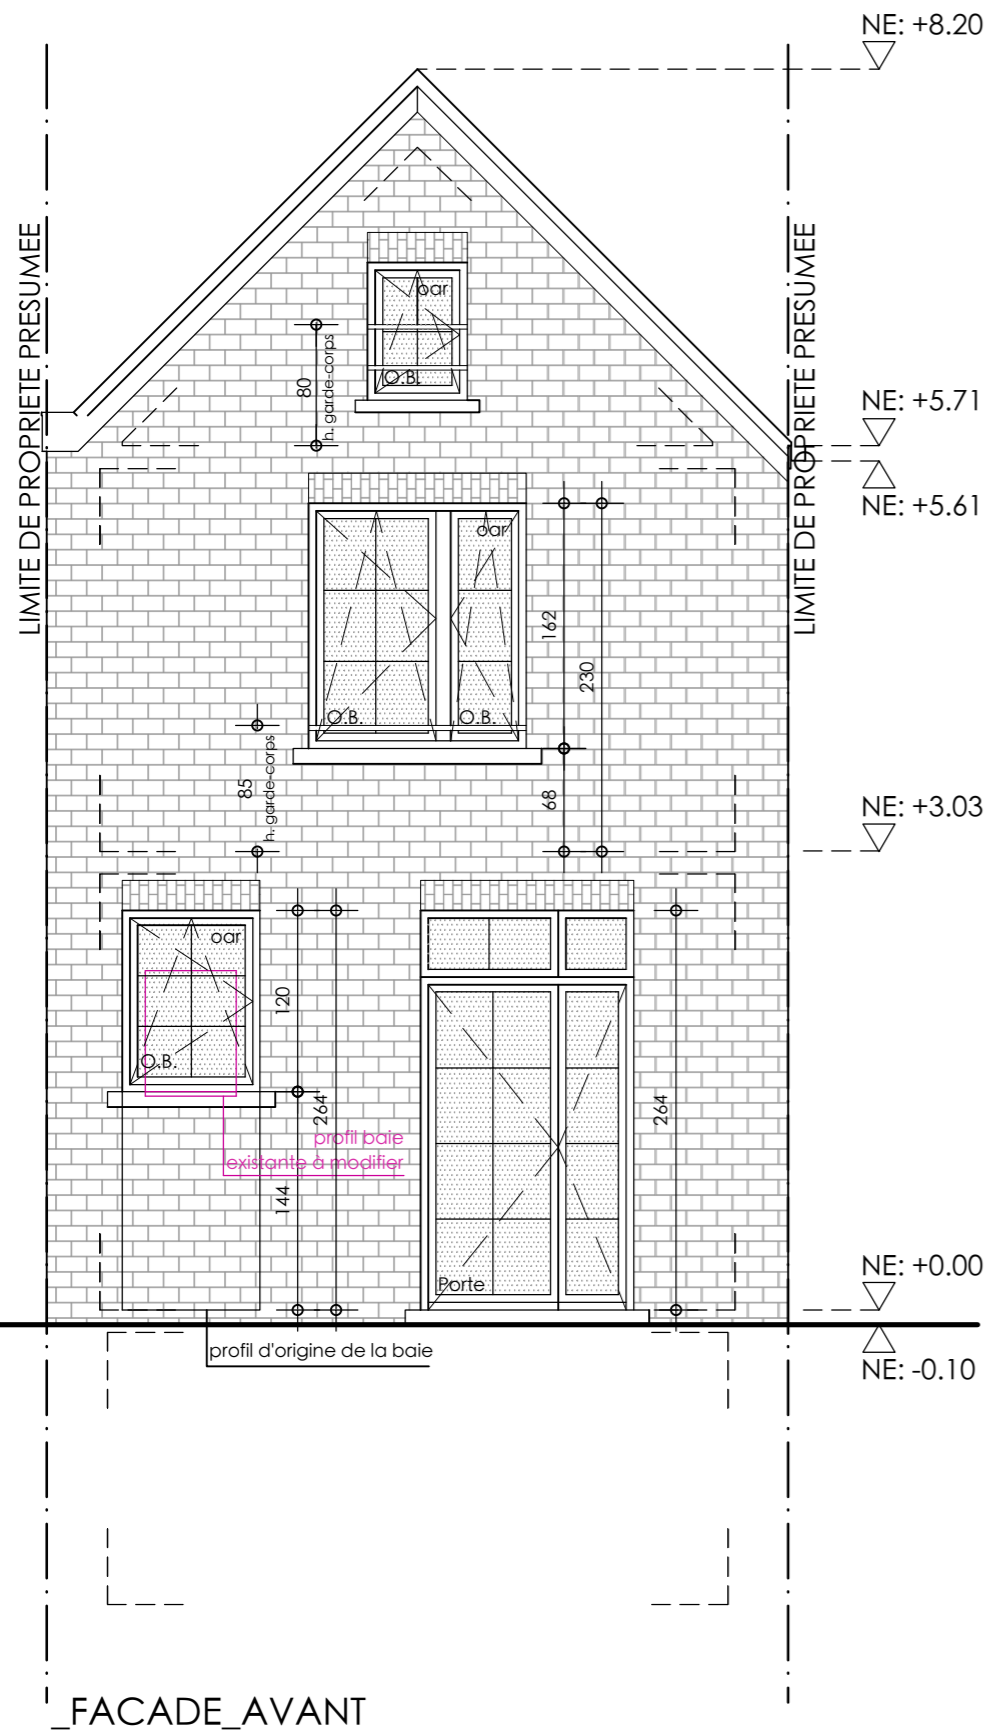 NE: +8.20
LIMITE DE PROPRIETE PRESUMEE
LIMITE DE PROPRIETE PRESUMEE
oar
O.B.
80
h. garde-corps
NE: +5.71
NE: +5.61
oar
O.B.
O.B.
162
230
68
85
h. garde-corps
NE: +3.03
oar
O.B.
120
264
144
264
profil baie
existante à modifier
Porte
NE: +0.00
NE: -0.10
profil d'origine de la baie
_FACADE_AVANT